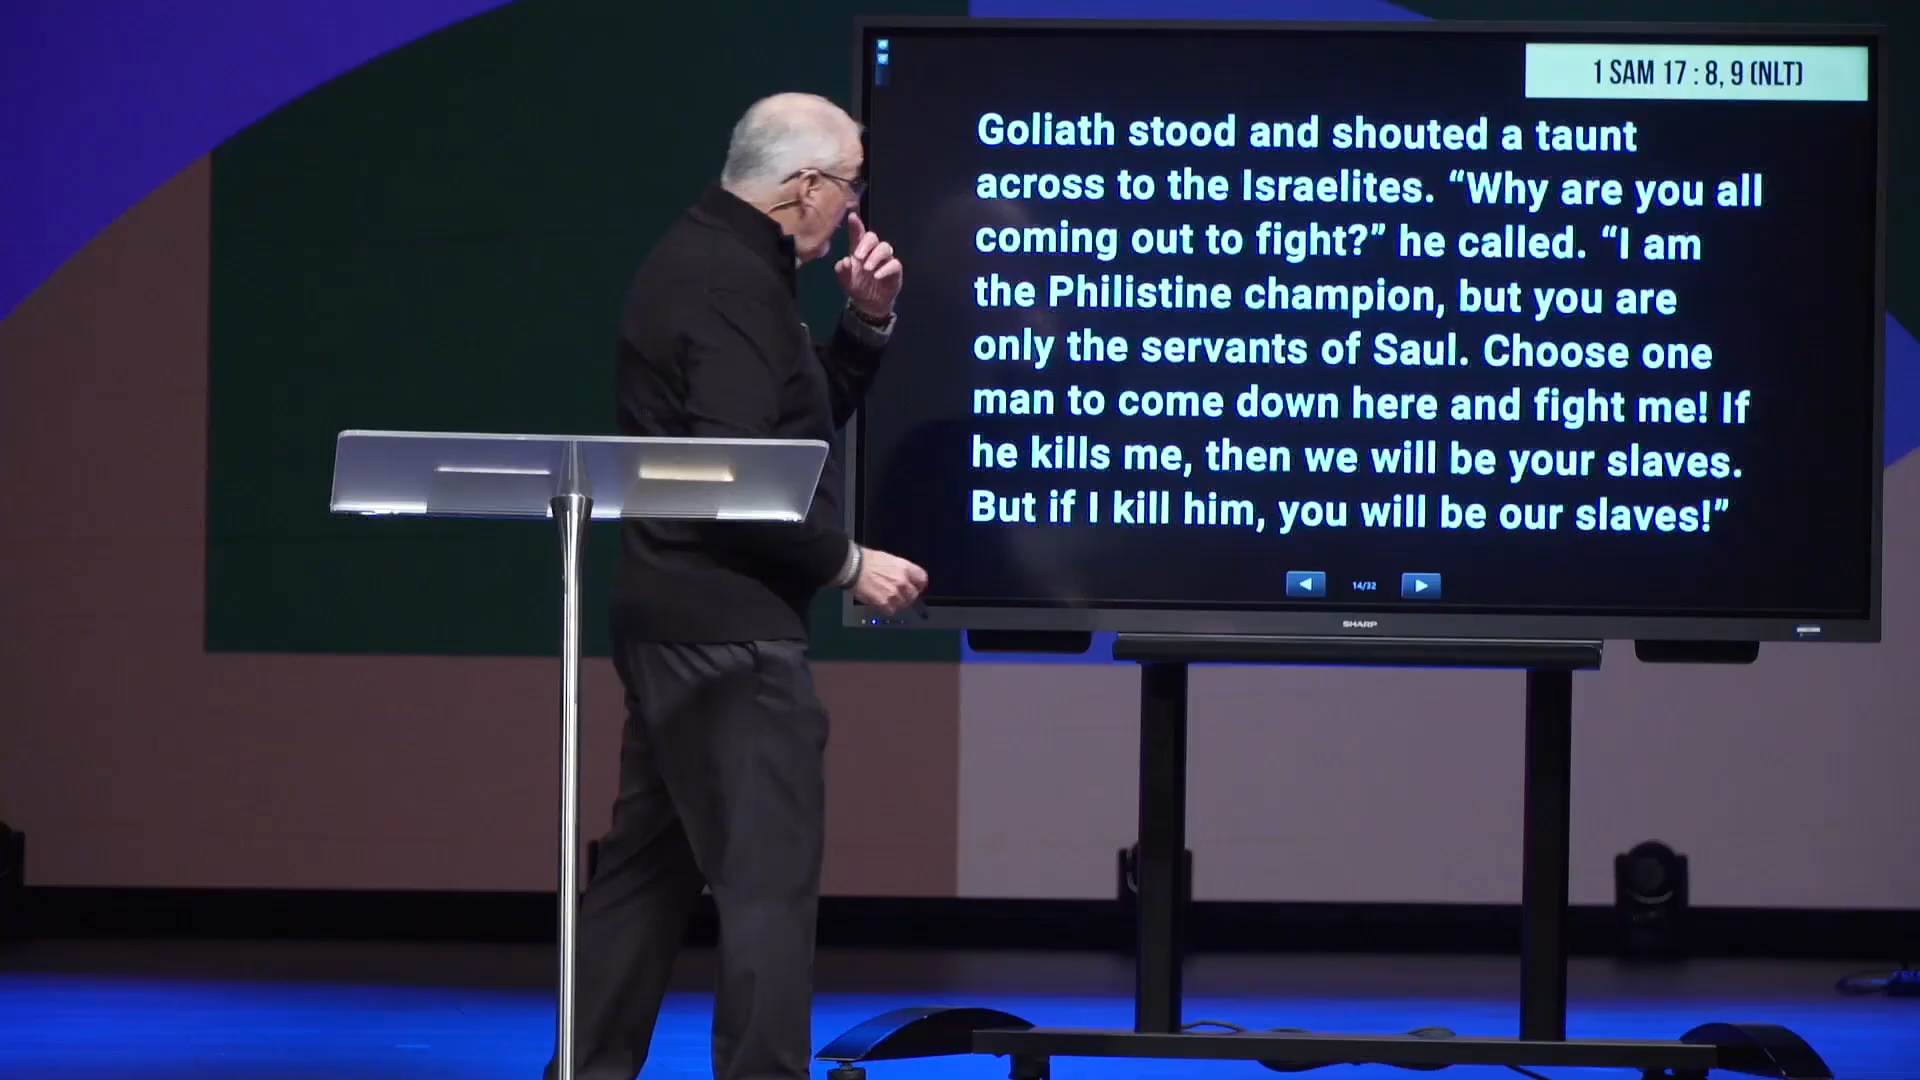 1 SAM 17 : 8, 9 (NLT)
Goliath stood and shouted a taunt
across to the Israelites. “Why are you all
coming out to fight?” he called. “I am
the Philistine champion, but you are
only the servants of Saul. Choose one
man to come down here and fight me! If
he kills me, then we will be your slaves.
But if I kill him, you will be our slaves!”
14/32
SHARP